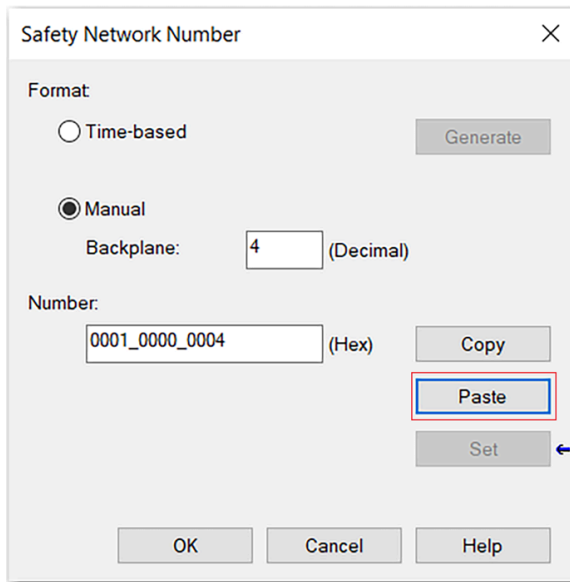 Safety Network Number
Format:
Time-based
Generate
Manual
Backplane:
4
(Decimal)
Number:
0001_0000_0004
(Hex)
Copy
Paste
Set
OK
Cancel
Help